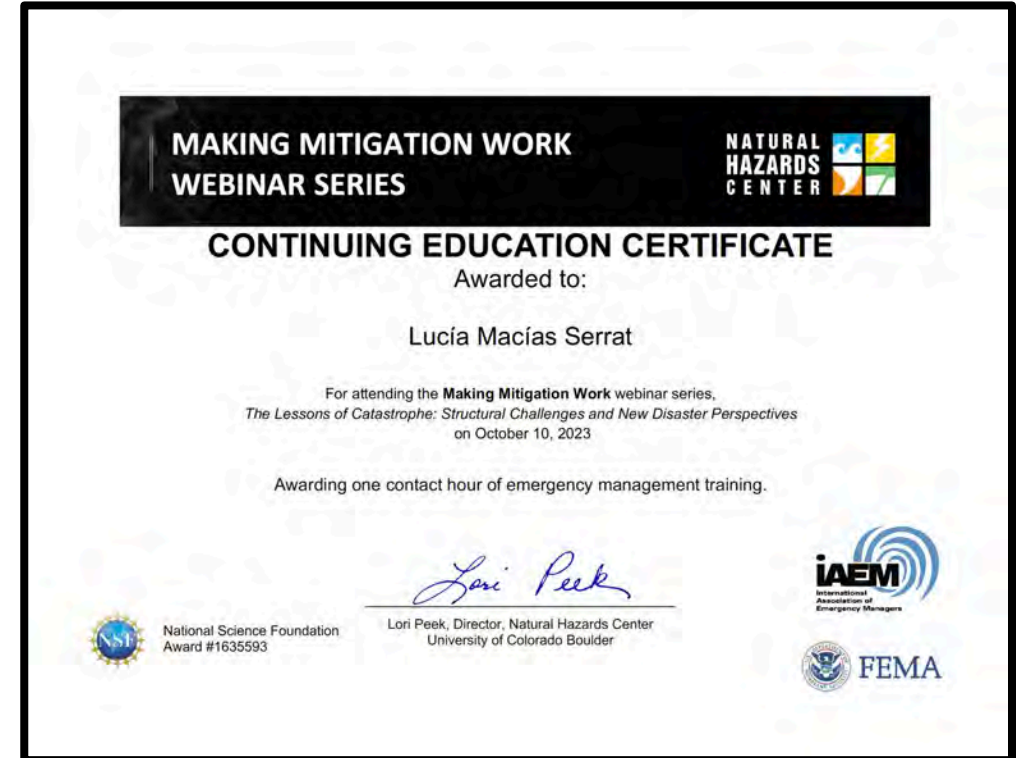 MAKING MITIGATION WORK
WEBINAR SERIES
NATURAL
HAZARDS
CENTER
CONTINUING EDUCATION CERTIFICATE
Awarded to:
Lucía Macías Serrat
For attending the Making Mitigation Work webinar series,
The Lessons of Catastrophe: Structural Challenges and New Disaster Perspectives
on October 10, 2023
Awarding one contact hour of emergency management training.
Lori Peek
Lori Peek, Director, Natural Hazards Center
University of Colorado Boulder
NSF
National Science Foundation
Award #1635593
iAEM
International
Association of
Emergency Managers
FEMA